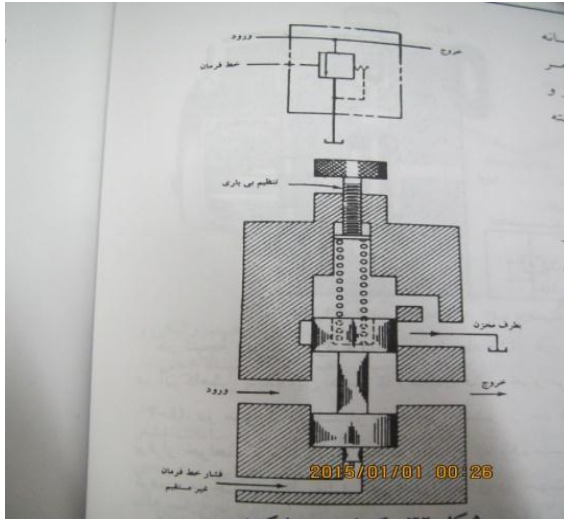 ورود
خروج
خط فرمان
تنظیم بی باری
بطرف مخزن
ورود
خروج
فشار خط فرمان
غیر مستقیم
2015/01/01 00:26